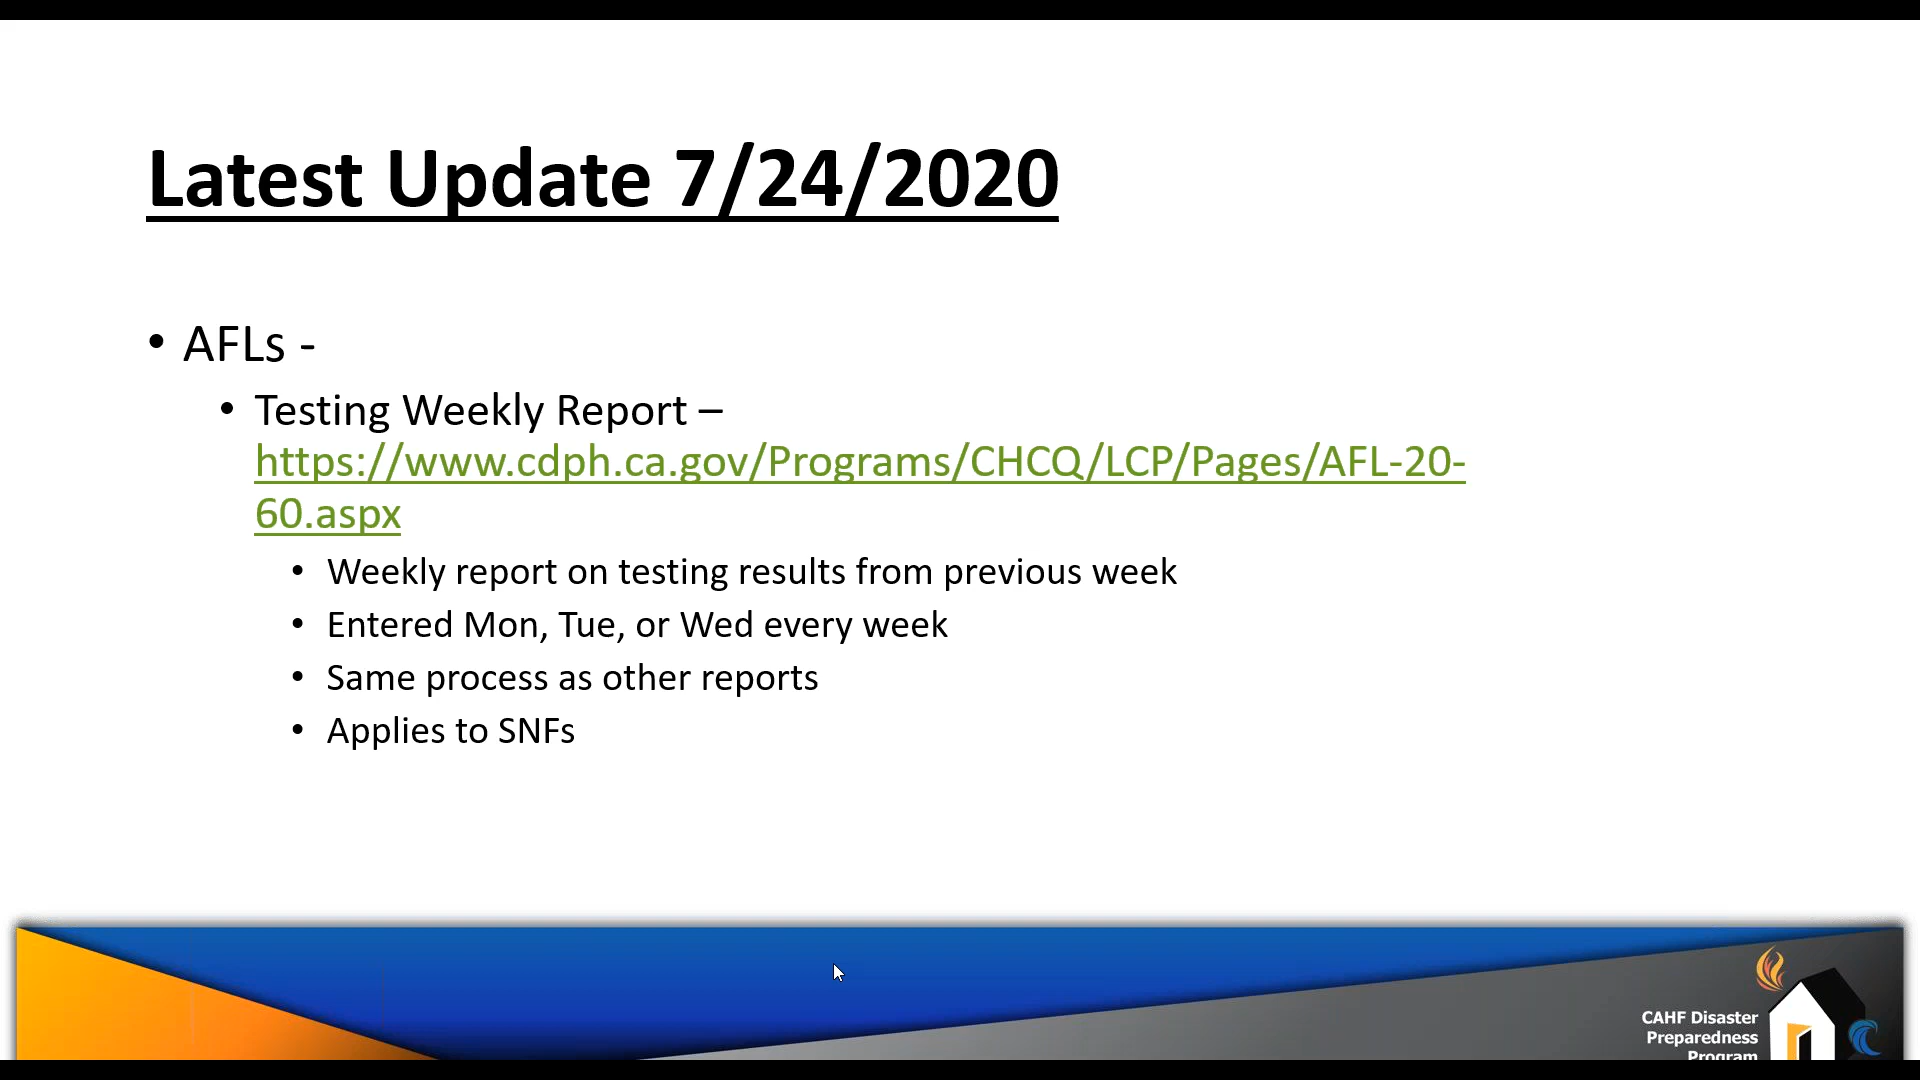 Latest Update 7/24/2020
• AFLs -
• Testing Weekly Report –
https://www.cdph.ca.gov/Programs/CHCQ/LCP/Pages/AFL-20-
60.aspx
• Weekly report on testing results from previous week
• Entered Mon, Tue, or Wed every week
• Same process as other reports
• Applies to SNFs
CAHF Disaster
Preparedness
Program